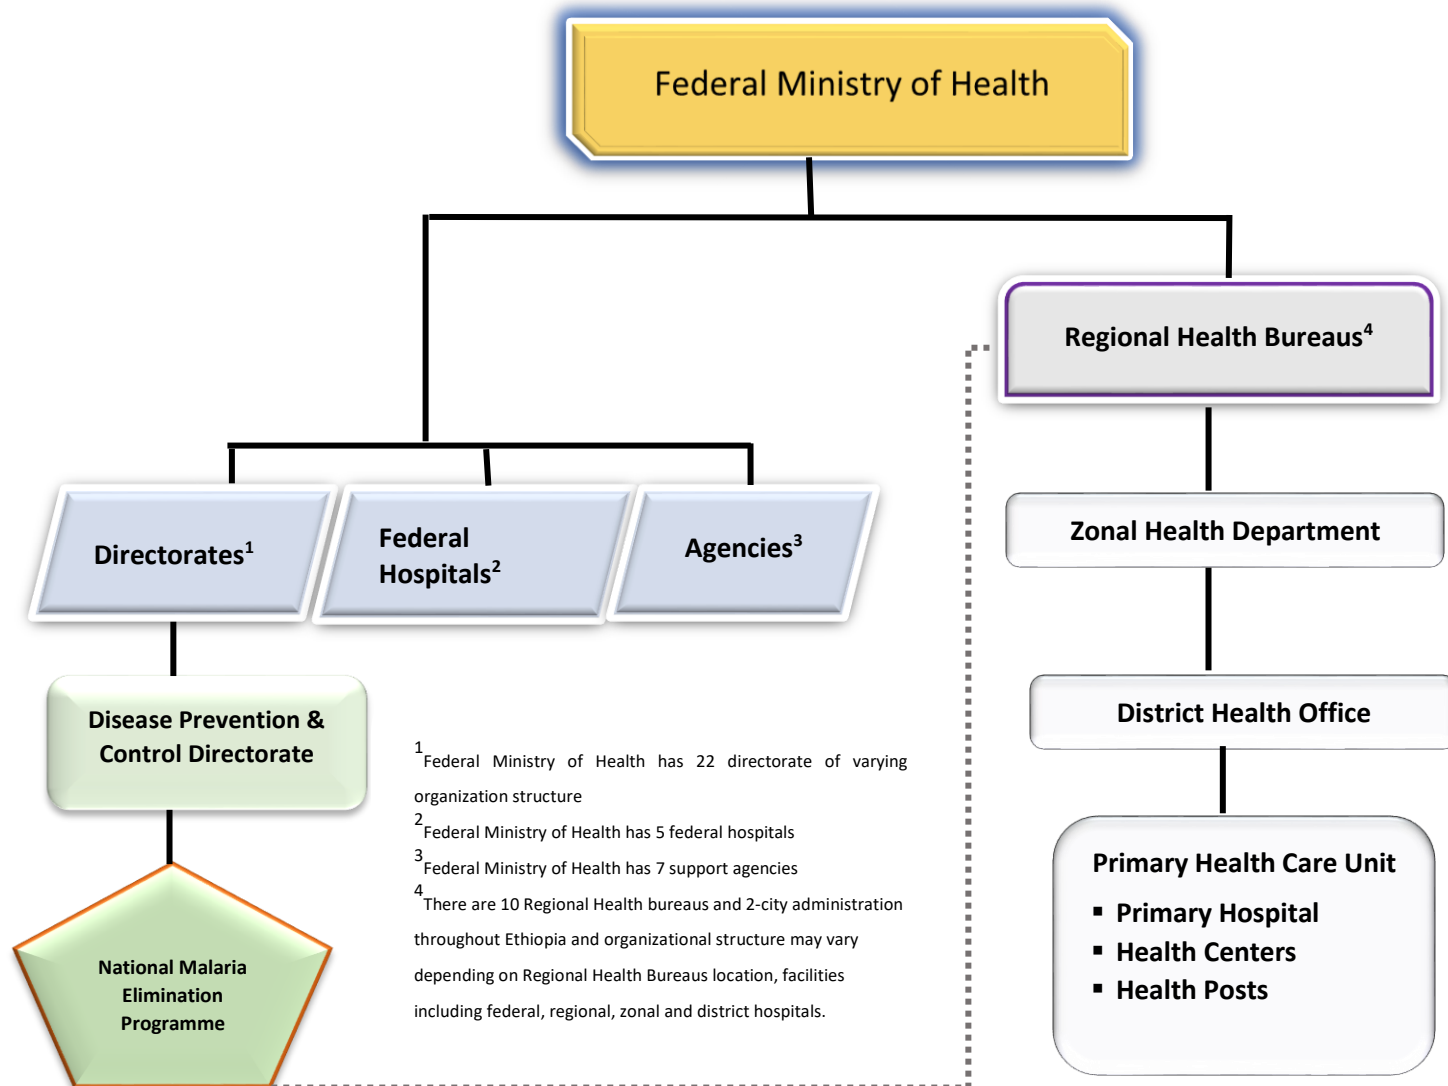 Federal Ministry of Health
Regional Health Bureaus4
Directorates1
Federal
Hospitals2
Agencies3
Zonal Health Department
District Health Office
Disease Prevention &
Control Directorate
National Malaria
Elimination
Programme
1Federal Ministry of Health has 22 directorate of varying
organization structure
2Federal Ministry of Health has 5 federal hospitals
3Federal Ministry of Health has 7 support agencies
4There are 10 Regional Health bureaus and 2-city administration
throughout Ethiopia and organizational structure may vary
depending on Regional Health Bureaus location, facilities
including federal, regional, zonal and district hospitals.
Primary Health Care Unit
▪ Primary Hospital
▪ Health Centers
▪ Health Posts